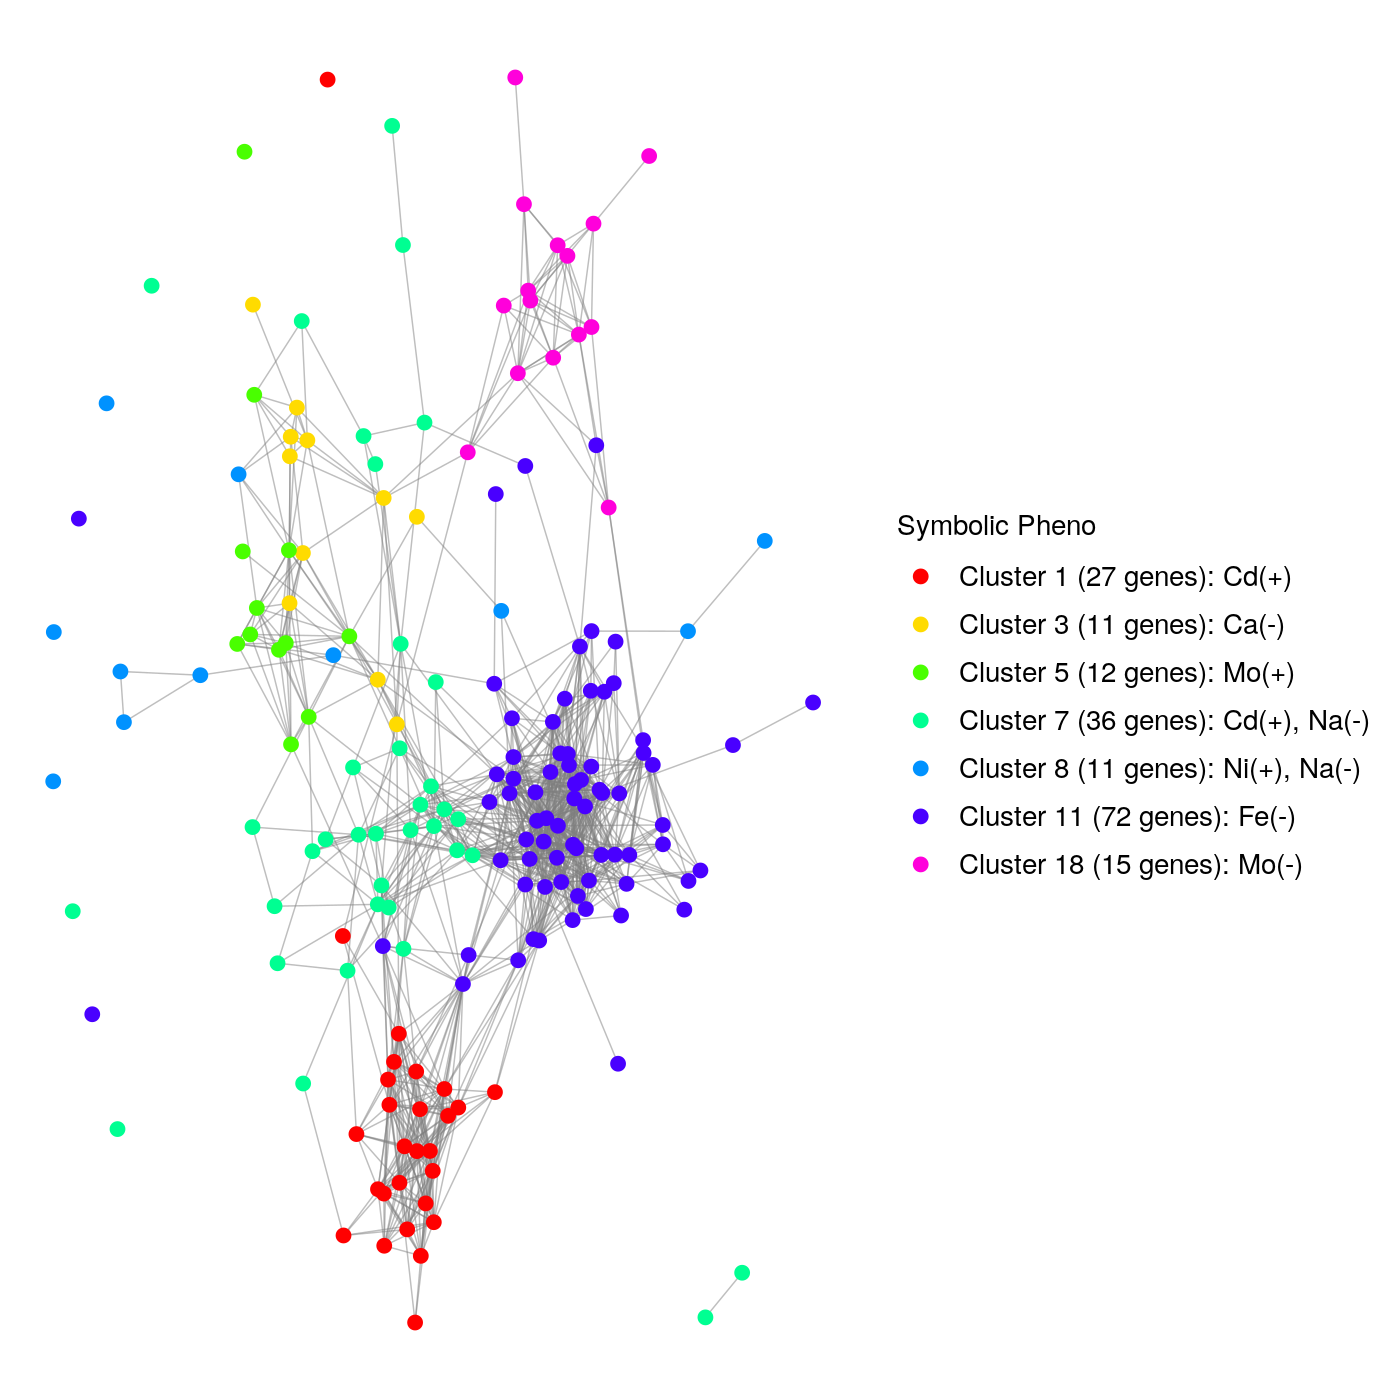 Symbolic Pheno
Cluster 1 (27 genes): Cd(+)
Cluster 3 (11 genes): Ca(-)
Cluster 5 (12 genes): Mo(+)
Cluster 7 (36 genes): Cd(+), Na(-)
Cluster 8 (11 genes): Ni(+), Na(-)
Cluster 11 (72 genes): Fe(-)
Cluster 18 (15 genes): Mo(-)